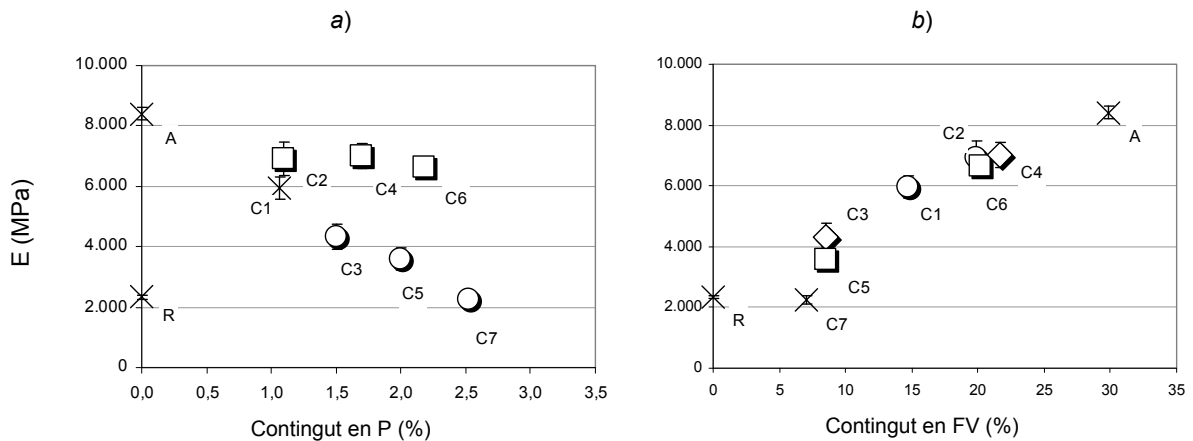 a)
10.000
8.000
6.000
4.000
2.000
0
E (MPa)
A
C2
C4
C6
C1
C3
C5
R
C7
0,0 0,5 1,0 1,5 2,0 2,5 3,0 3,5
Contingut en P (%)
b)
10.000
8.000
6.000
4.000
2.000
0
C2
A
C4
C3
C1
C6
C5
R
C7
0 5 10 15 20 25 30 35
Contingut en FV (%)